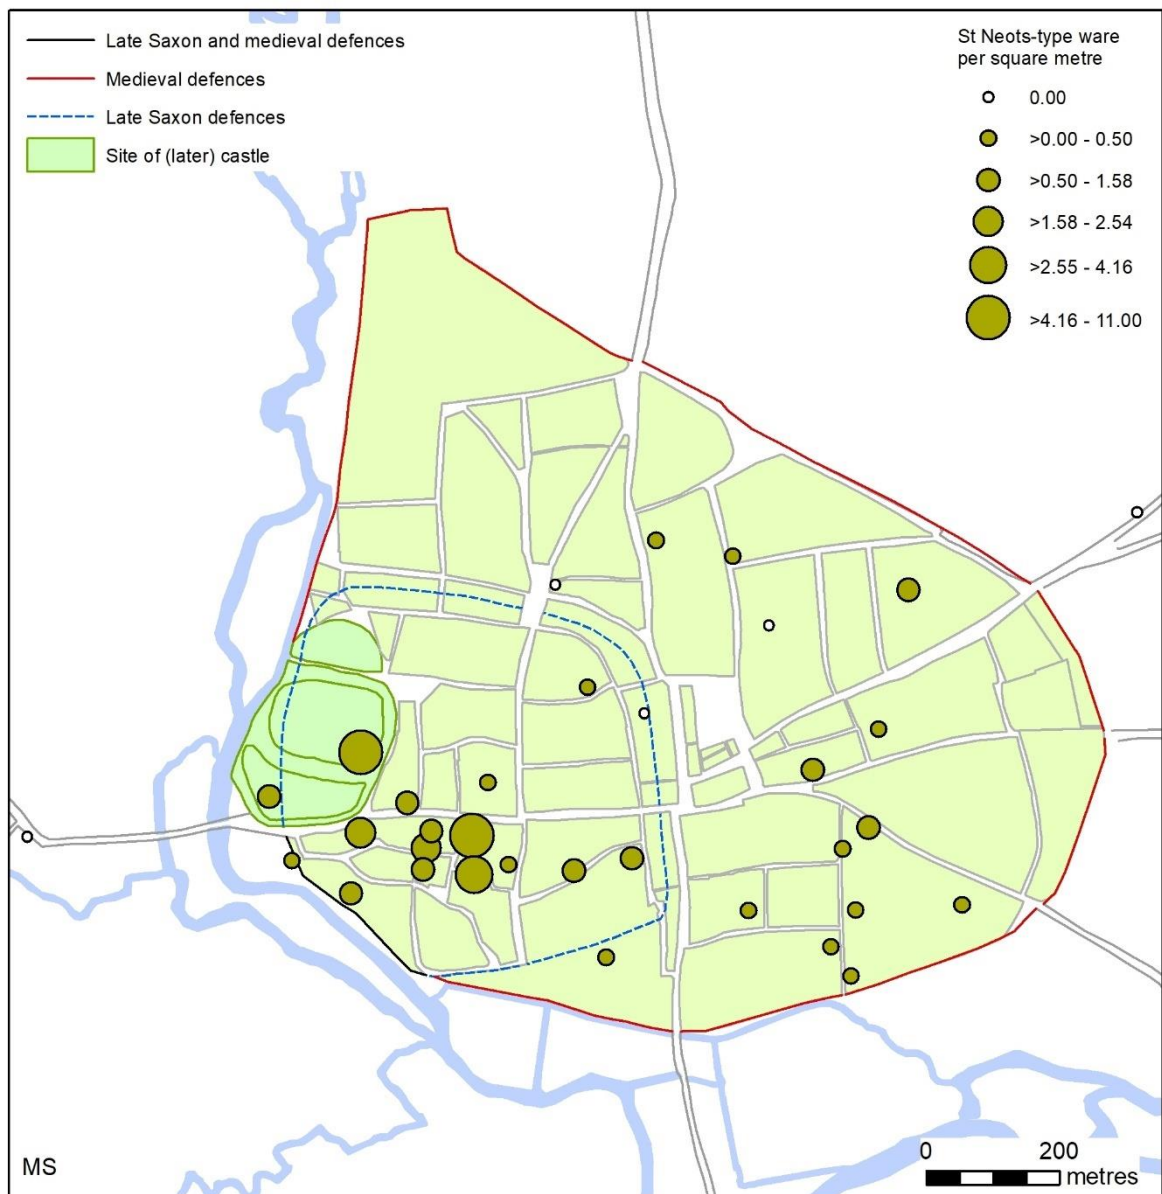 Late Saxon and medieval defences
Medieval defences
Late Saxon defences
Site of (later) castle
St Neots-type ware
per square metre
0.00
>0.00 - 0.50
>0.50 - 1.58
>1.58 - 2.54
>2.55 - 4.16
>4.16 - 11.00
MS
0 200
metres